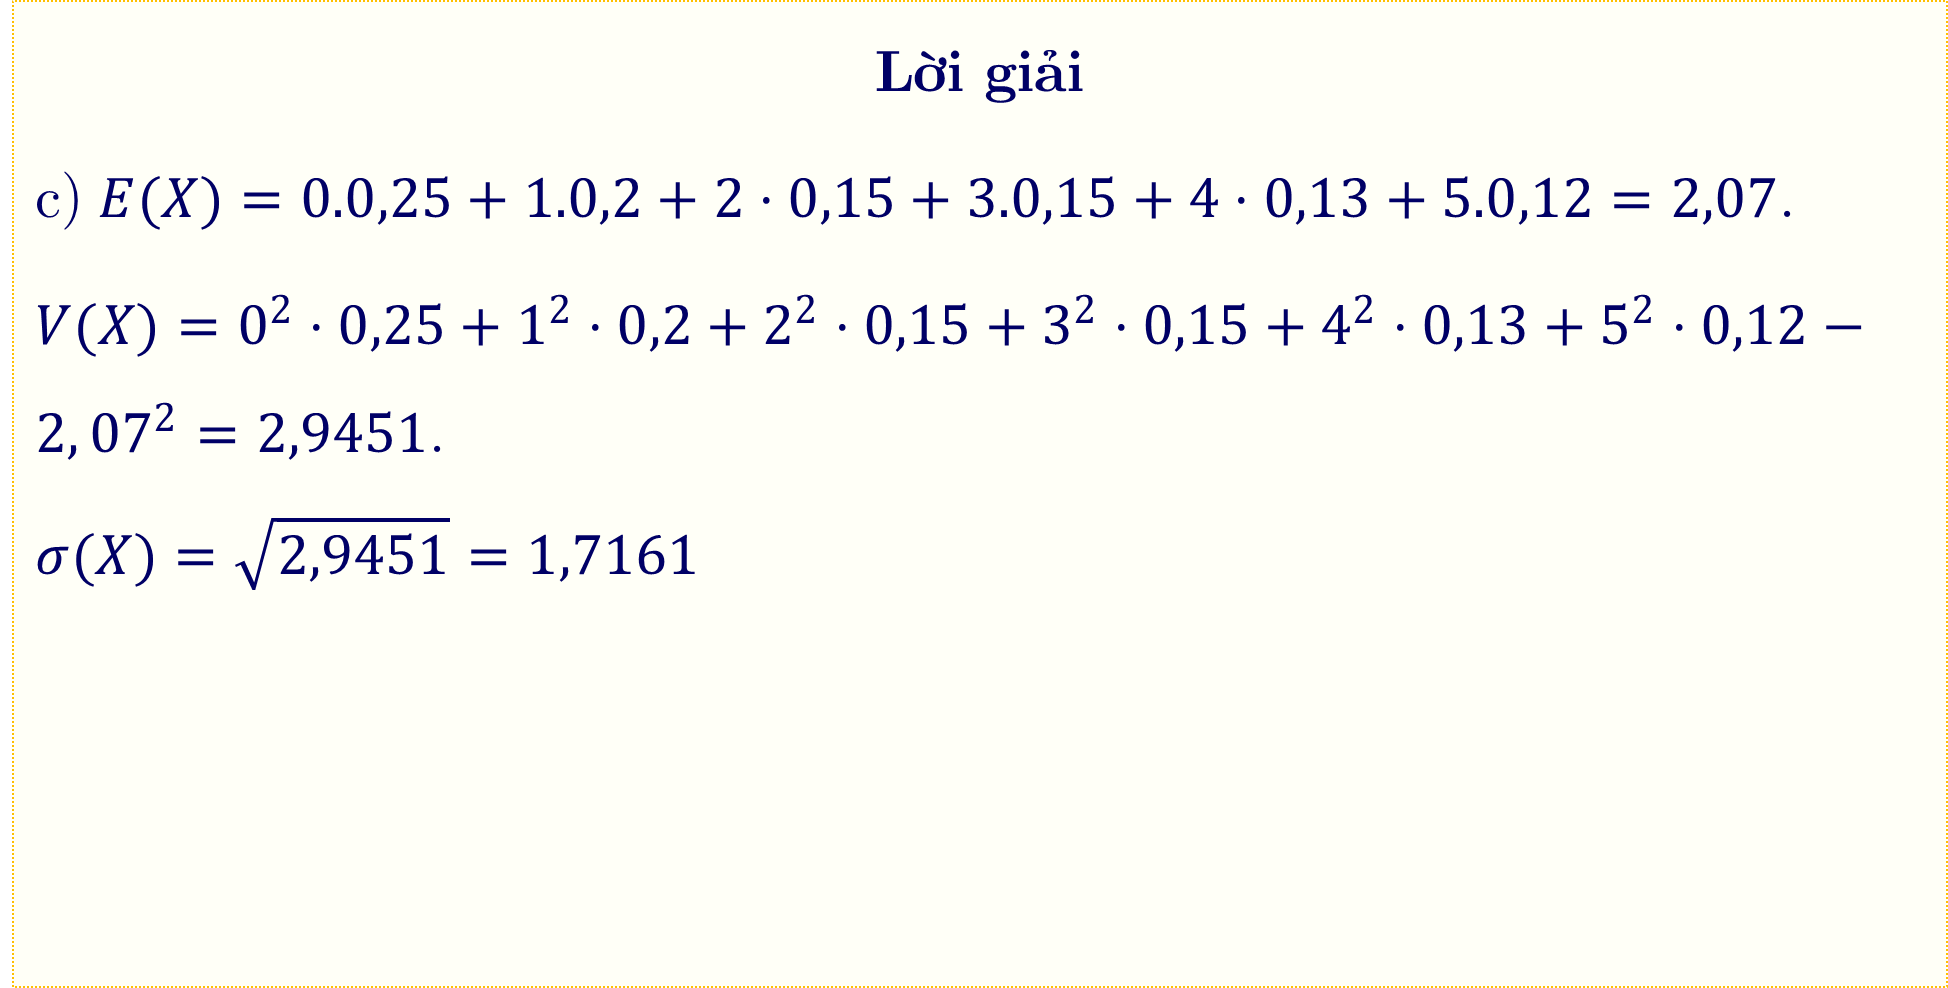 Lời giải
c) E(X) = 0.0,25 + 1.0,2 + 2 · 0,15 + 3.0,15 + 4 · 0,13 + 5.0,12 = 2,07.
V(X) = 0² · 0,25 + 1² · 0,2 + 2² · 0,15 + 3² · 0,15 + 4² · 0,13 + 5² · 0,12 −
2, 07² = 2,9451.
σ(X) = √2,9451 = 1,7161